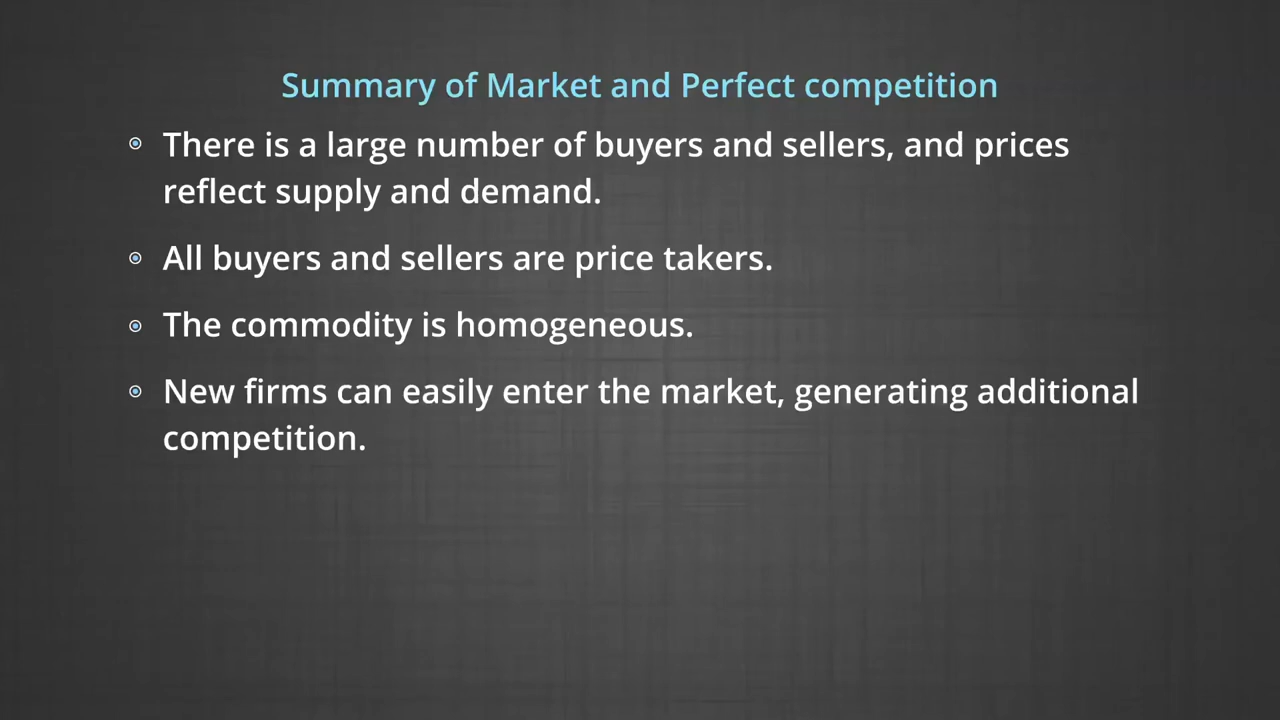 Summary of Market and Perfect competition
There is a large number of buyers and sellers, and prices
reflect supply and demand.
All buyers and sellers are price takers.
The commodity is homogeneous.
New firms can easily enter the market, generating additional
competition.